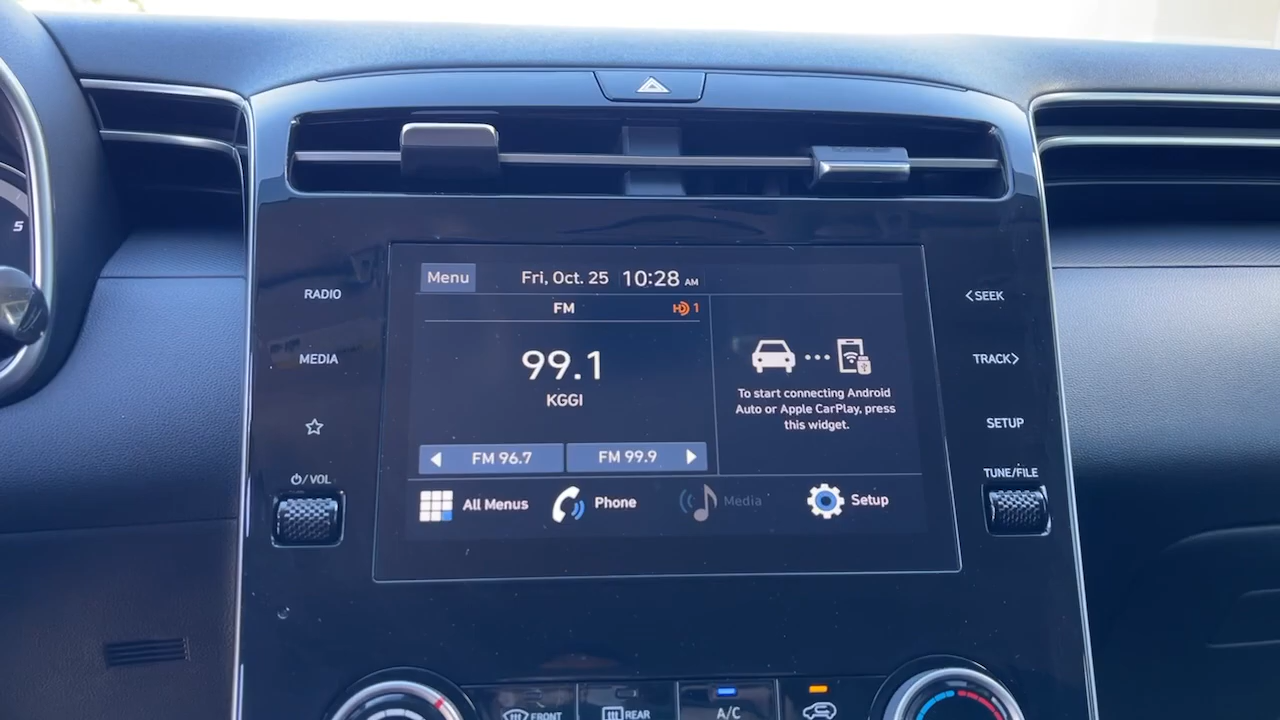 5
Menu Fri, Oct. 25 10:28 AM
FM HD 1
99.1
KGGI
FM 96.7 FM 99.9
To start connecting Android
Auto or Apple CarPlay, press
this widget.
All Menus Phone Media Setup
RADIO
MEDIA
VOL
<SEEK
TRACK>
SETUP
TUNE/FILE
FRONT
REAR
A/C